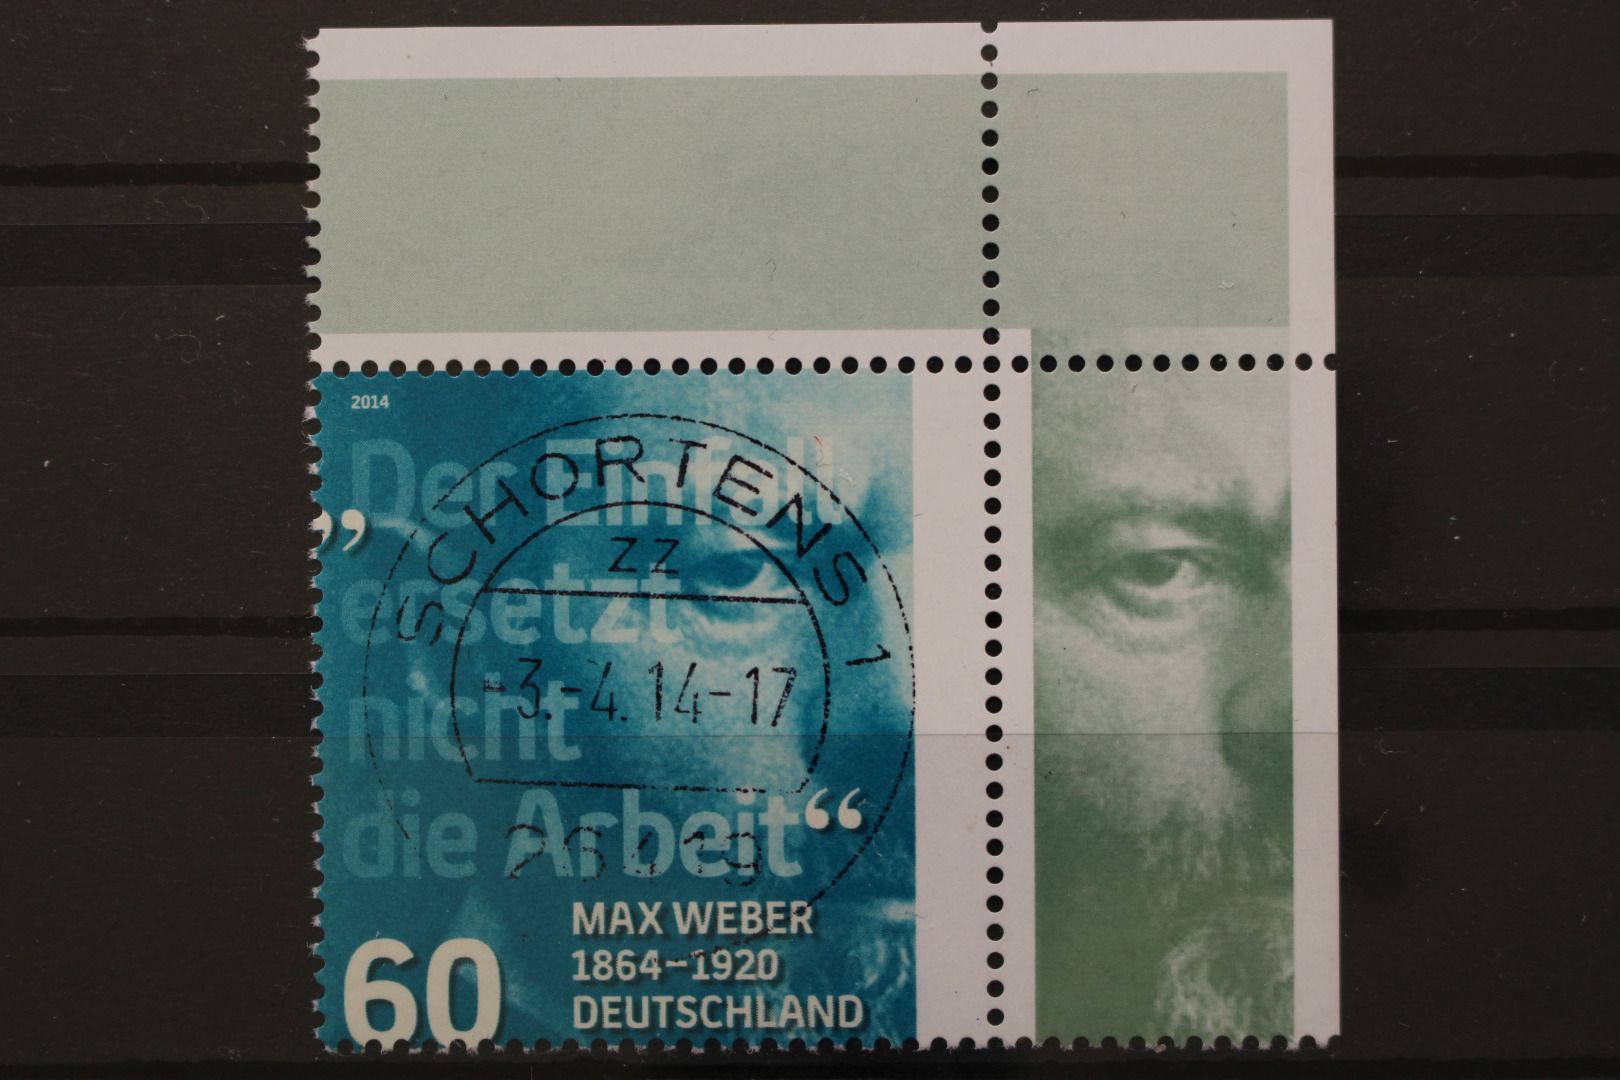 2014
„Der Einfall
ersetzt
nicht
die Arbeit“
60
MAX WEBER
1864–1920
DEUTSCHLAND
SCHORTENS 1
zz
-3.-4.14-17
26419